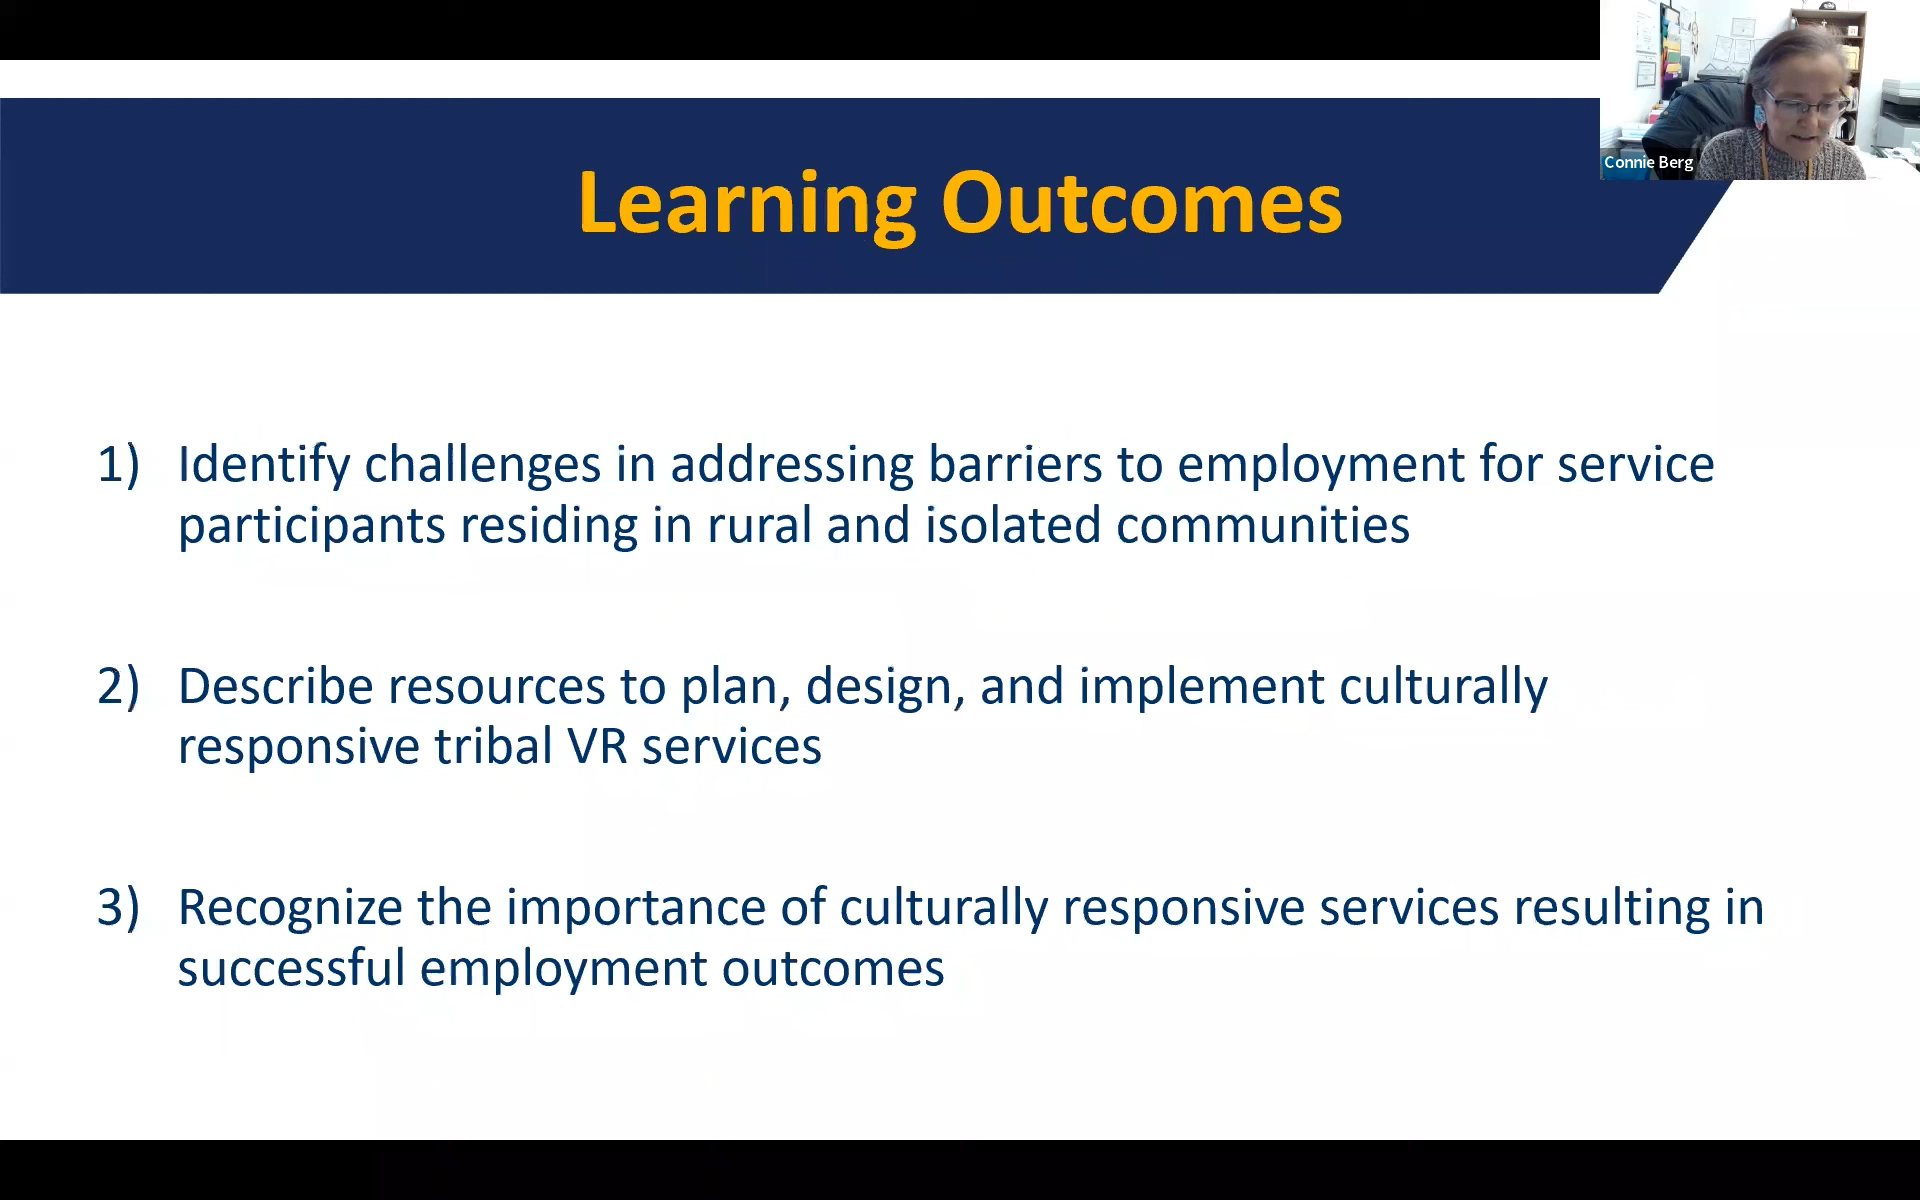 Connie Berg
Learning Outcomes
1) Identify challenges in addressing barriers to employment for service
participants residing in rural and isolated communities
2) Describe resources to plan, design, and implement culturally
responsive tribal VR services
3) Recognize the importance of culturally responsive services resulting in
successful employment outcomes